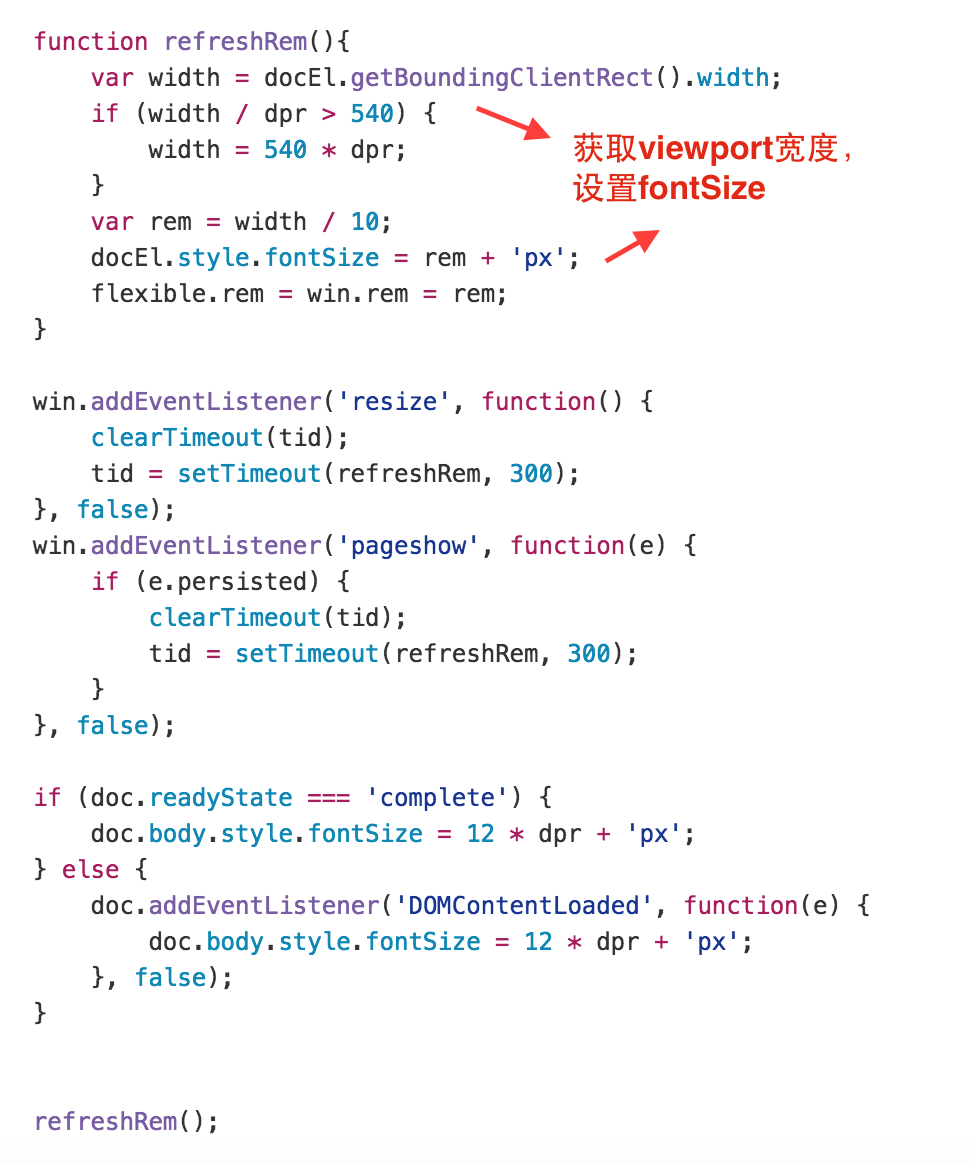 function refreshRem(){
    var width = docEl.getBoundingClientRect().width;
    if (width / dpr > 540) {
        width = 540 * dpr;
    }
    var rem = width / 10;
    docEl.style.fontSize = rem + 'px';
    flexible.rem = win.rem = rem;
}
获取viewport宽度，
设置fontSize

win.addEventListener('resize', function() {
    clearTimeout(tid);
    tid = setTimeout(refreshRem, 300);
}, false);
win.addEventListener('pageshow', function(e) {
    if (e.persisted) {
        clearTimeout(tid);
        tid = setTimeout(refreshRem, 300);
    }
}, false);

if (doc.readyState === 'complete') {
    doc.body.style.fontSize = 12 * dpr + 'px';
} else {
    doc.addEventListener('DOMContentLoaded', function(e) {
        doc.body.style.fontSize = 12 * dpr + 'px';
    }, false);
}

refreshRem();